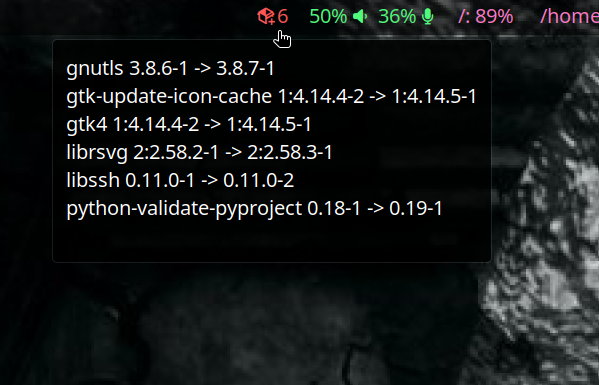 6 50% 36% /: 89% /home
gnutls 3.8.6-1 -> 3.8.7-1
gtk-update-icon-cache 1:4.14.4-2 -> 1:4.14.5-1
gtk4 1:4.14.4-2 -> 1:4.14.5-1
librsvg 2:2.58.2-1 -> 2:2.58.3-1
libssh 0.11.0-1 -> 0.11.0-2
python-validate-pyproject 0.18-1 -> 0.19-1